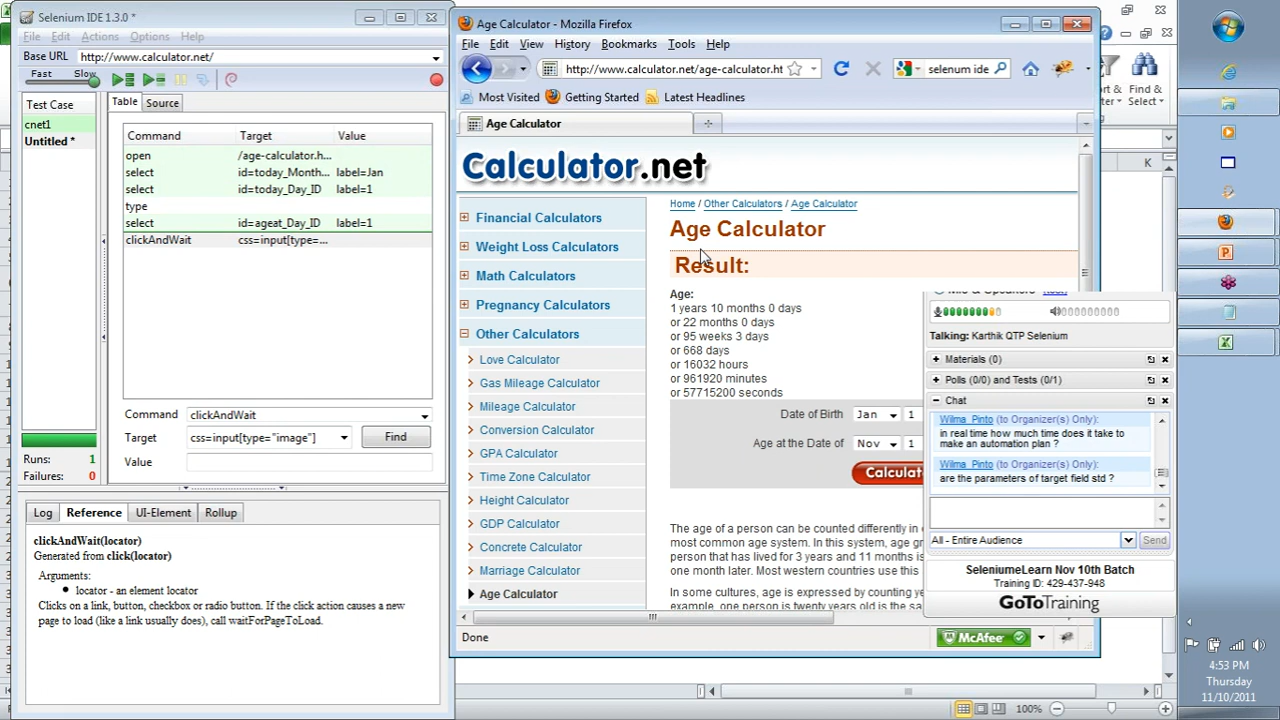 Selenium IDE 1.3.0 *
File Edit Actions Options Help
Base URL http://www.calculator.net/
Fast Slow
Test Case
cnet1
Untitled *
Table Source
Command Target Value
open /age-calculator.h...
select id=today_Month... label=Jan
select id=today_Day_ID label=1
type
select id=ageat_Day_ID label=1
clickAndWait css=input[type=...
Command clickAndWait
Target css=input[type="image"] Find
Value
Runs: 1
Failures: 0
Log Reference UI-Element Rollup
clickAndWait(locator)
Generated from click(locator)
Arguments:
locator - an element locator
Clicks on a link, button, checkbox or radio button. If the click action causes a new
page to load (like a link usually does), call waitForPageToLoad.
Age Calculator - Mozilla Firefox
File Edit View History Bookmarks Tools Help
http://www.calculator.net/age-calculator.ht selenium ide
Most Visited Getting Started Latest Headlines
Age Calculator
Calculator.net
Financial Calculators
Weight Loss Calculators
Math Calculators
Pregnancy Calculators
Other Calculators
Love Calculator
Gas Mileage Calculator
Mileage Calculator
Conversion Calculator
GPA Calculator
Time Zone Calculator
Height Calculator
GDP Calculator
Concrete Calculator
Marriage Calculator
Age Calculator
Home / Other Calculators / Age Calculator
Age Calculator
Result:
Age:
1 years 10 months 0 days
or 22 months 0 days
or 95 weeks 3 days
or 668 days
or 16032 hours
or 961920 minutes
or 57715200 seconds
Date of Birth Jan 1
Age at the Date of Nov 1
Calculat
The age of a person can be counted differently in
most common age system. In this system, age gr
person that has lived for 3 years and 11 months is
one month later. Most western countries use this
In some cultures, age is expressed by counting ye
example, one person is twenty years old is the sa
Done
McAfee
Talking: Karthik QTP Selenium
Materials (0)
Polls (0/0) and Tests (0/1)
Chat
Wilma Pinto (to Organizer(s) Only):
in real time how much time does it take to
make an automation plan ?
Wilma Pinto (to Organizer(s) Only):
are the parameters of target field std ?
All - Entire Audience Send
SeleniumeLearn Nov 10th Batch
Training ID: 429-437-948
GoToTraining
Find &
Select
K
100%
4:53 PM
Thursday
11/10/2011